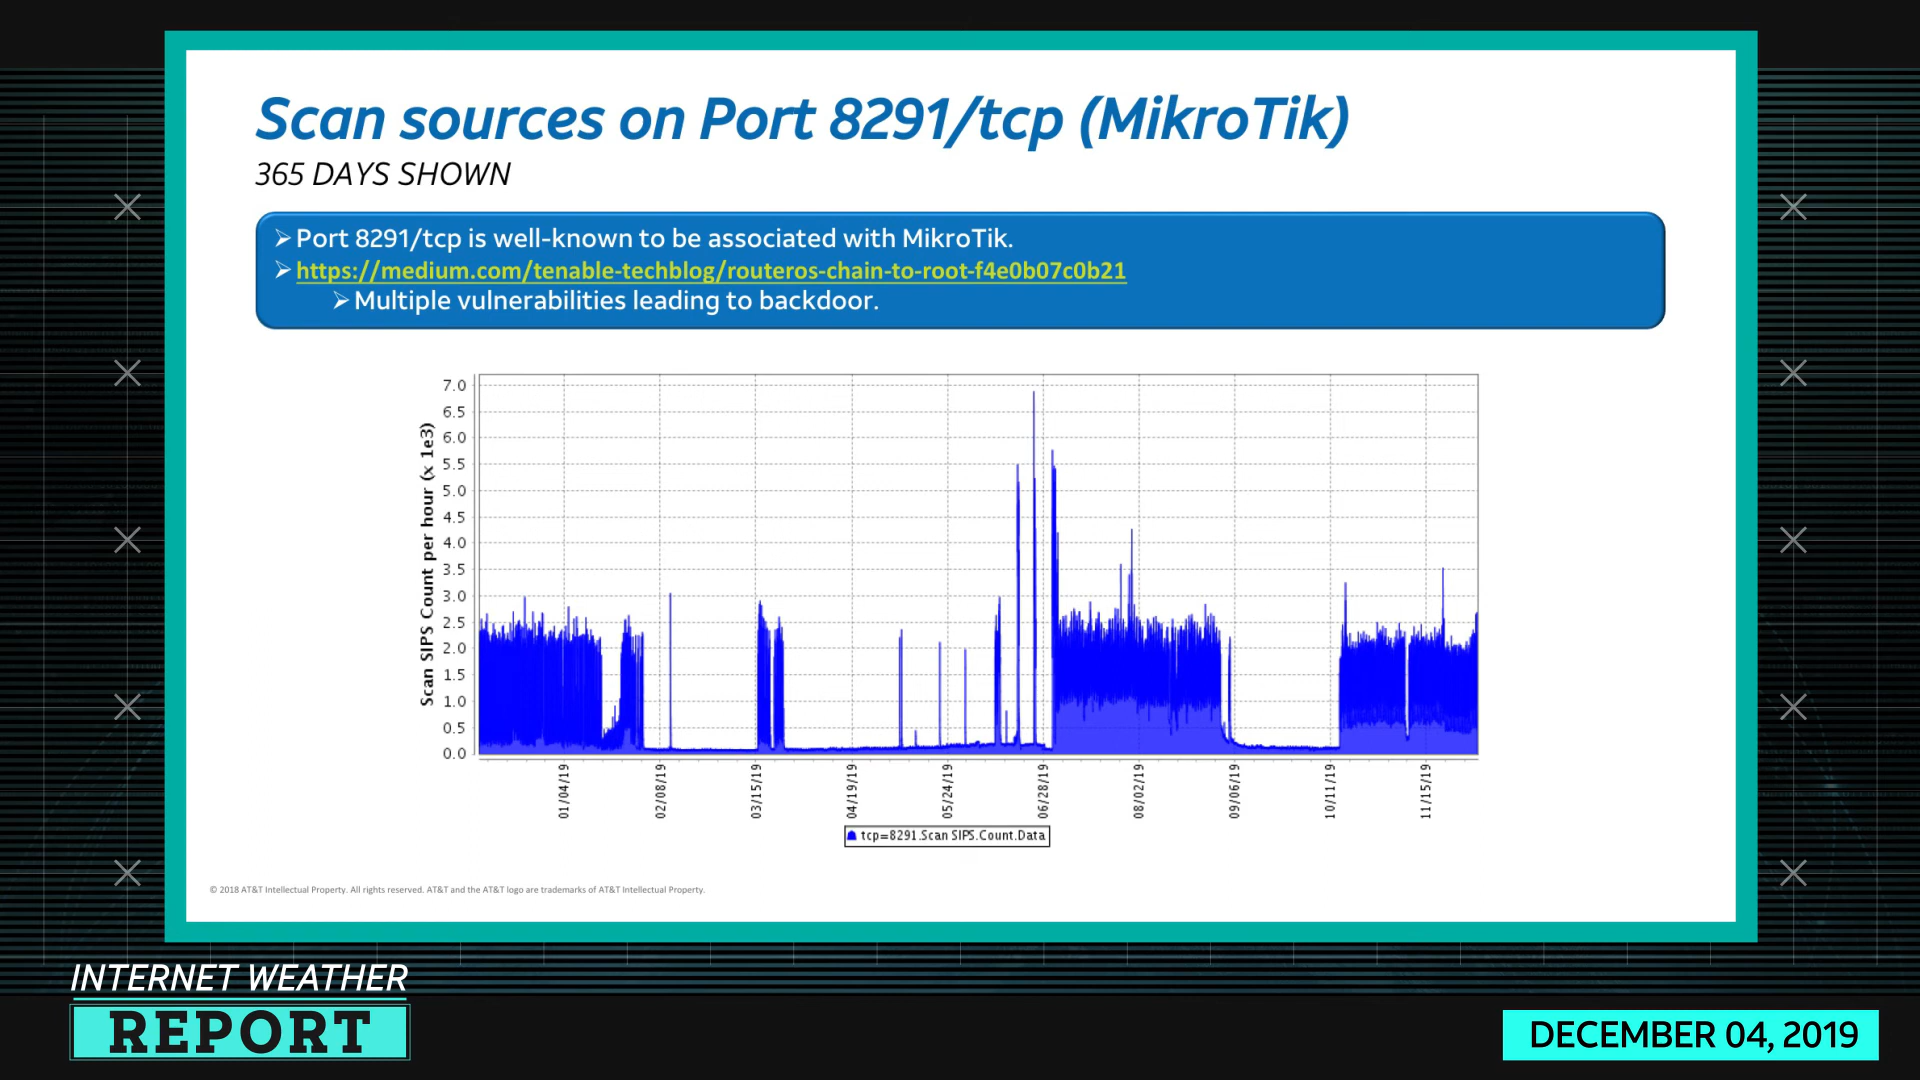 Scan sources on Port 8291/tcp (MikroTik)
365 DAYS SHOWN
➢Port 8291/tcp is well-known to be associated with MikroTik.
➢https://medium.com/tenable-techblog/routeros-chain-to-root-f4e0b07c0b21
➢Multiple vulnerabilities leading to backdoor.
Scan SIPS Count per hour (x 1e3)
7.0
6.5
6.0
5.5
5.0
4.5
4.0
3.5
3.0
2.5
2.0
1.5
1.0
0.5
0.0
01/04/19
02/08/19
03/15/19
04/19/19
05/24/19
06/28/19
08/02/19
09/06/19
10/11/19
11/15/19
tcp=8291.Scan SIPS.Count.Data
© 2018 AT&T Intellectual Property. All rights reserved. AT&T and the AT&T logo are trademarks of AT&T Intellectual Property.
INTERNET WEATHER
REPORT
DECEMBER 04, 2019